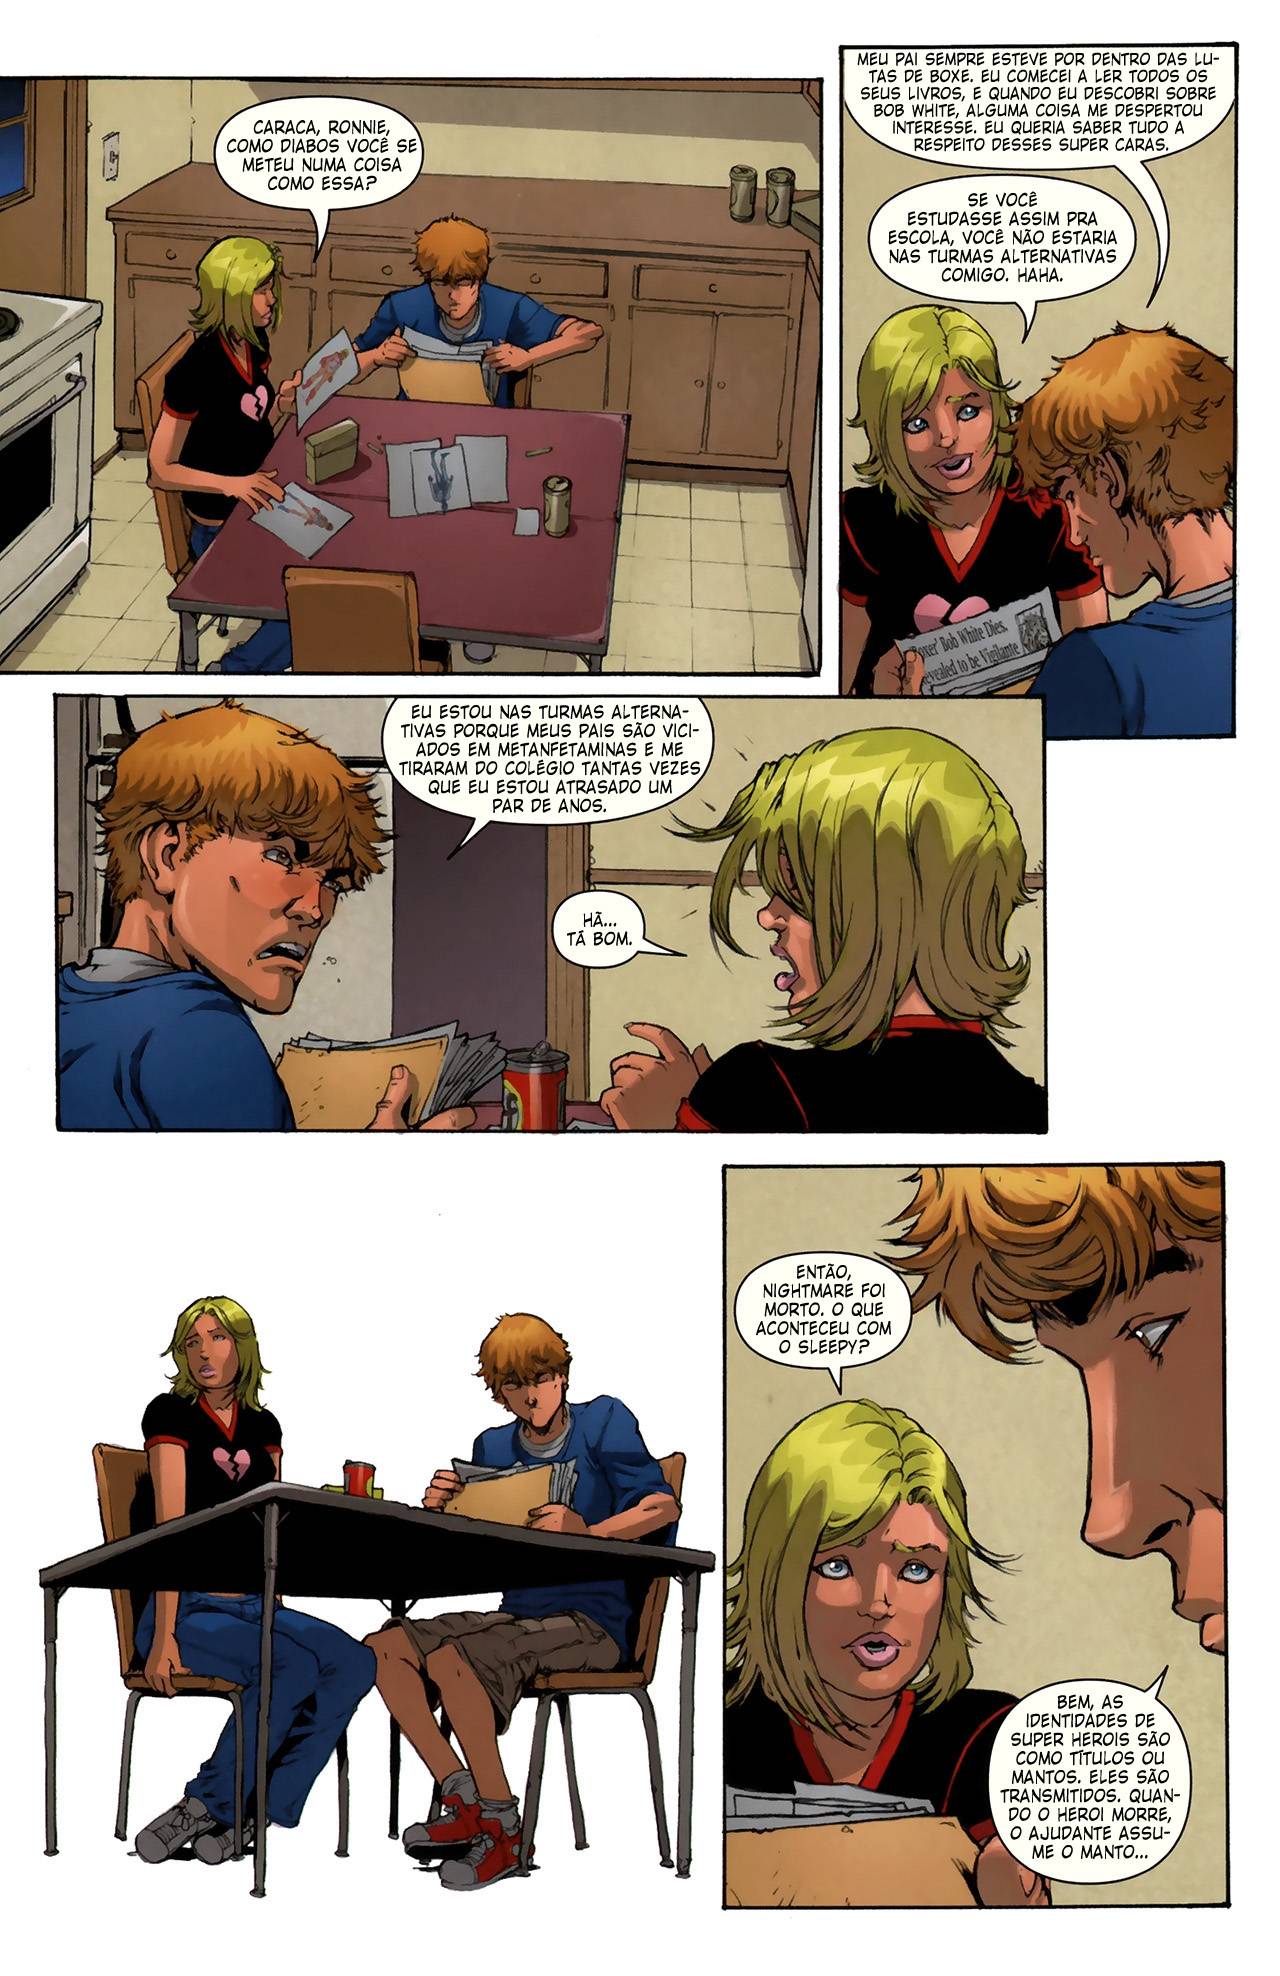 CARACA, RONNIE,
COMO DIABOS VOCÊ SE
METEU NUMA COISA
COMO ESSA?
MEU PAI SEMPRE ESTEVE POR DENTRO DAS LU-
TAS DE BOXE. EU COMECEI A LER TODOS OS
SEUS LIVROS, E QUANDO EU DESCOBRI SOBRE
BOB WHITE, ALGUMA COISA ME DESPERTOU
INTERESSE. EU QUERIA SABER TUDO A
RESPEITO DESSES SUPER CARAS.
SE VOCÊ
ESTUDASSE ASSIM PRA
ESCOLA, VOCÊ NÃO ESTARIA
NAS TURMAS ALTERNATIVAS
COMIGO. HAHA.
'Boxer' Bob White Dies,
evealed to be Vigilante
EU ESTOU NAS TURMAS ALTERNA-
TIVAS PORQUE MEUS PAIS SÃO VICI-
ADOS EM METANFETAMINAS E ME
TIRARAM DO COLÉGIO TANTAS VEZES
QUE EU ESTOU ATRASADO UM
PAR DE ANOS.
HÃ...
TÁ BOM.
ENTÃO,
NIGHTMARE FOI
MORTO. O QUE
ACONTECEU COM
O SLEEPY?
BEM, AS
IDENTIDADES DE
SUPER HEROIS SÃO
COMO TÍTULOS OU
MANTOS. ELES SÃO
TRANSMITIDOS. QUAN-
DO O HEROI MORRE,
O AJUDANTE ASSU-
ME O MANTO...